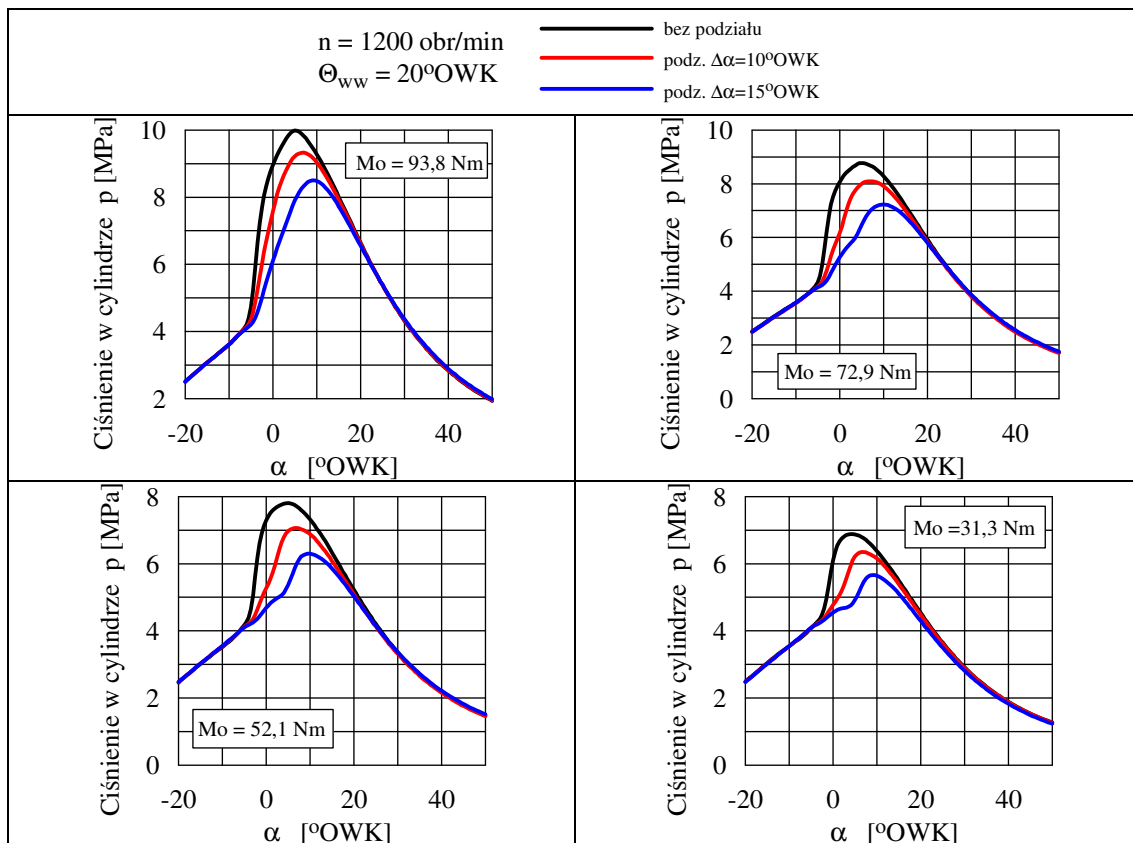 n = 1200 obr/min
Θww = 20ºOWK
bez podziału
podz. Δα=10ºOWK
podz. Δα=15ºOWK
Ciśnienie w cylindrze p [MPa]
10
8
6
4
2
Mo = 93,8 Nm
-20 0 20 40
α [ºOWK]
Ciśnienie w cylindrze p [MPa]
10
8
6
4
2
0
Mo = 72,9 Nm
-20 0 20 40
α [ºOWK]
Ciśnienie w cylindrze p [MPa]
8
6
4
2
0
Mo = 52,1 Nm
-20 0 20 40
α [ºOWK]
Ciśnienie w cylindrze p [MPa]
8
6
4
2
0
Mo =31,3 Nm
-20 0 20 40
α [ºOWK]